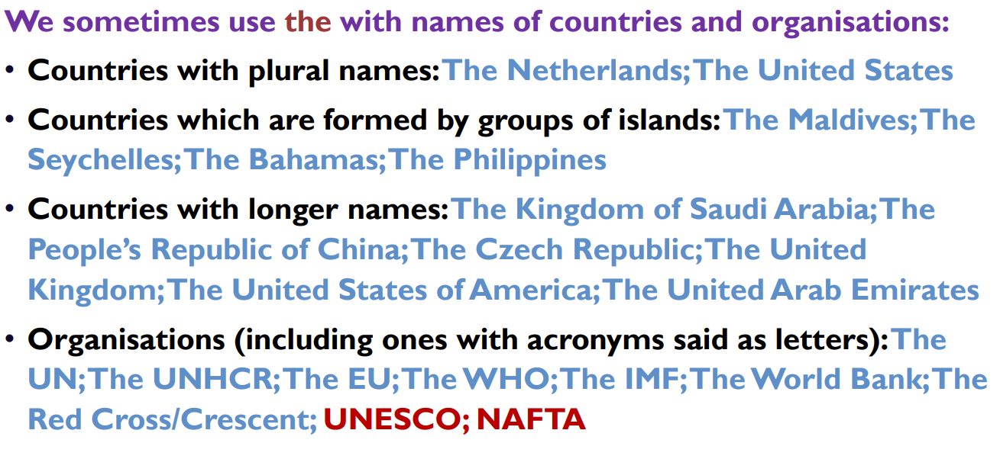 We sometimes use the with names of countries and organisations:
• Countries with plural names: The Netherlands; The United States
• Countries which are formed by groups of islands: The Maldives; The
Seychelles; The Bahamas; The Philippines
• Countries with longer names: The Kingdom of Saudi Arabia; The
People’s Republic of China; The Czech Republic; The United
Kingdom; The United States of America; The United Arab Emirates
• Organisations (including ones with acronyms said as letters): The
UN; The UNHCR; The EU; The WHO; The IMF; The World Bank; The
Red Cross/Crescent; UNESCO; NAFTA